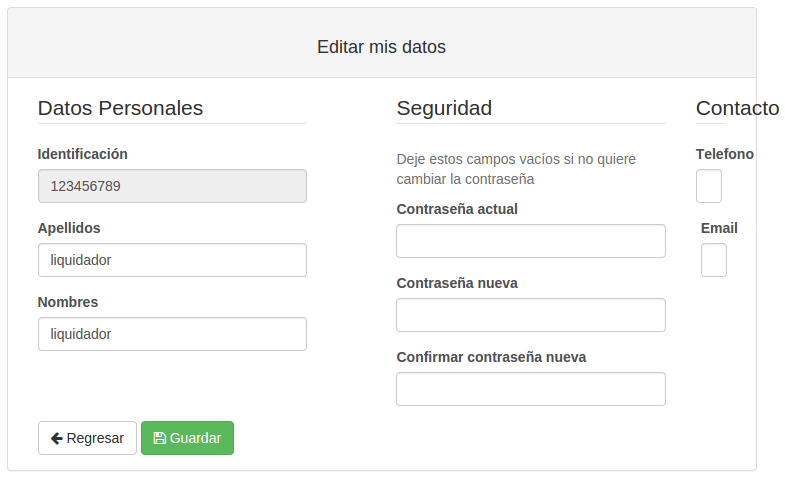 Editar mis datos
Datos Personales
Identificación
123456789
Apellidos
liquidador
Nombres
liquidador
Seguridad
Deje estos campos vacíos si no quiere
cambiar la contraseña
Contraseña actual
Contraseña nueva
Confirmar contraseña nueva
Contacto
Telefono
Email
Regresar
Guardar